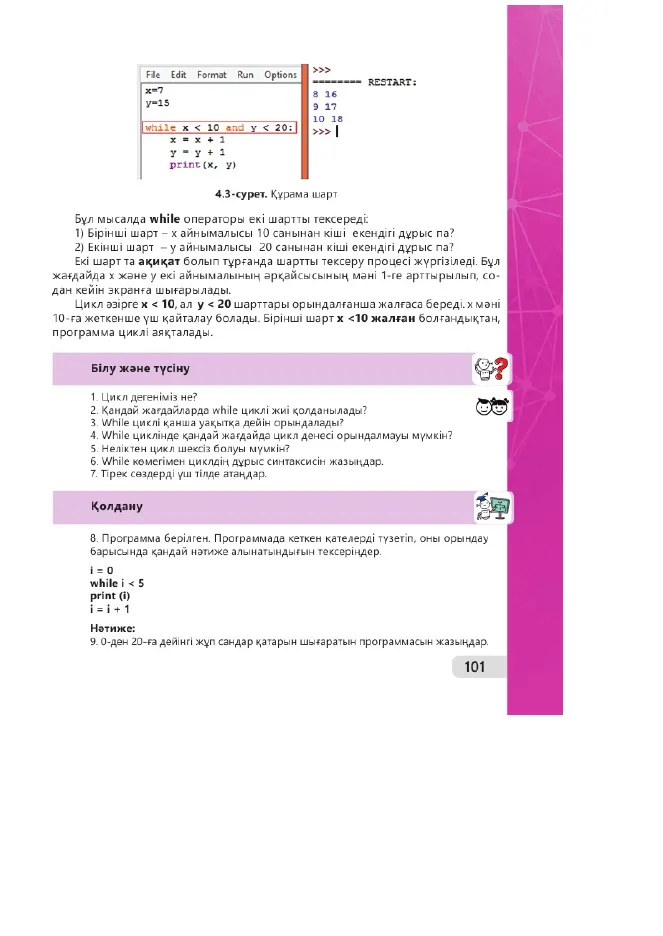 File Edit Format Run Options
x=7
y=15
while x < 10 and y < 20:
x = x + 1
y = y + 1
print(x, y)
>>>
======== RESTART:
8 16
9 17
10 18
>>>
4.3-сурет. Құрама шарт
Бұл мысалда while операторы екі шартты тексереді:
1) Бірінші шарт – х айнымалысы 10 санынан кіші екендігі дұрыс па?
2) Екінші шарт – у айнымалысы 20 санынан кіші екендігі дұрыс па?
Екі шарт та ақиқат болып тұрғанда шартты тексеру процесі жүргізіледі. Бұл
жағдайда х және у екі айнымалының әрқайсысының мәні 1-ге арттырылып, со-
дан кейін экранға шығарылады.
Цикл әзірге x < 10, ал y < 20 шарттары орындалғанша жалғаса береді. х мәні
10-ға жеткенше үш қайталау болады. Бірінші шарт x <10 жалған болғандықтан,
программа циклі аяқталады.
Білу және түсіну
1. Цикл дегеніміз не?
2. Қандай жағдайларда while циклі жиі қолданылады?
3. While циклі қанша уақытқа дейін орындалады?
4. While циклінде қандай жағдайда цикл денесі орындалмауы мүмкін?
5. Неліктен цикл шексіз болуы мүмкін?
6. While көмегімен циклдің дұрыс синтаксисін жазыңдар.
7. Тірек сөздерді үш тілде атаңдар.
Қолдану
8. Программа берілген. Программада кеткен қателерді түзетіп, оны орындау
барысында қандай нәтиже алынатындығын тексеріңдер.
i = 0
while i < 5
print (i)
i = i + 1
Нәтиже:
9. 0-ден 20-ға дейінгі жұп сандар қатарын шығаратын программасын жазыңдар.
101